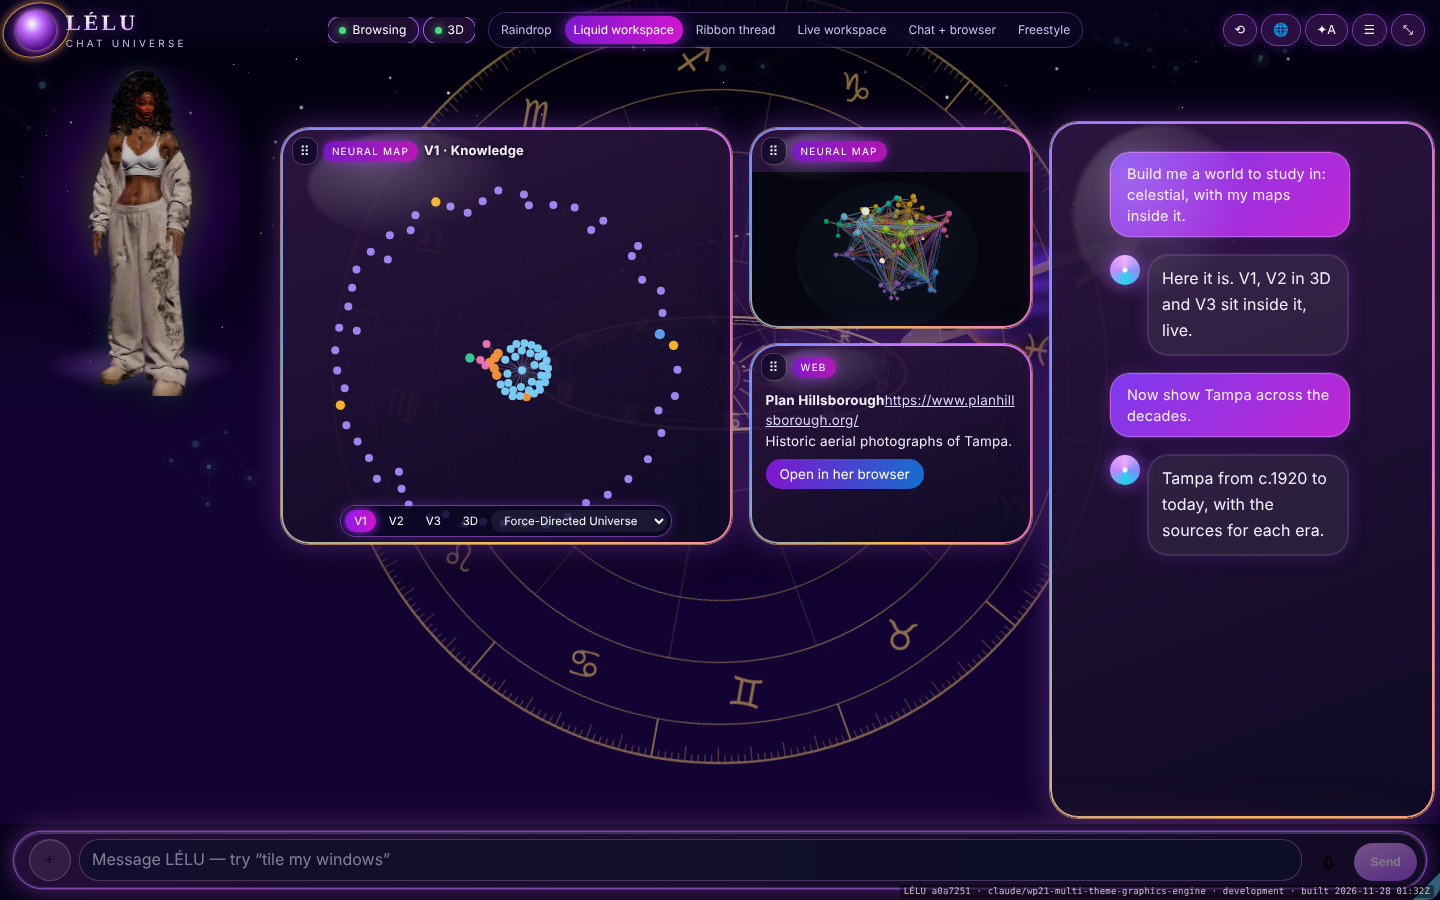 LÉLU
CHAT UNIVERSE
Browsing
3D
Raindrop
Liquid workspace
Ribbon thread
Live workspace
Chat + browser
Freestyle
✦A
NEURAL MAP
V1 · Knowledge
V1
V2
V3
3D
Force-Directed Universe
NEURAL MAP
WEB
Plan Hillsboroughhttps://www.planhill
sborough.org/
Historic aerial photographs of Tampa.
Open in her browser
Build me a world to study in:
celestial, with my maps
inside it.
Here it is. V1, V2 in 3D
and V3 sit inside it,
live.
Now show Tampa across the
decades.
Tampa from c.1920 to
today, with the
sources for each era.
+
Message LÉLU — try “tile my windows”
Send
LÉLU a0a7251 · claude/wp21-multi-theme-graphics-engine · development · built 2026-11-28 01:32Z